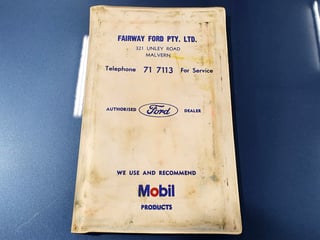 FAIRWAY FORD PTY. LTD.
321 UNLEY ROAD
MALVERN
Telephone 71 7113 For Service
AUTHORISED Ford DEALER
WE USE AND RECOMMEND
Mobil
PRODUCTS